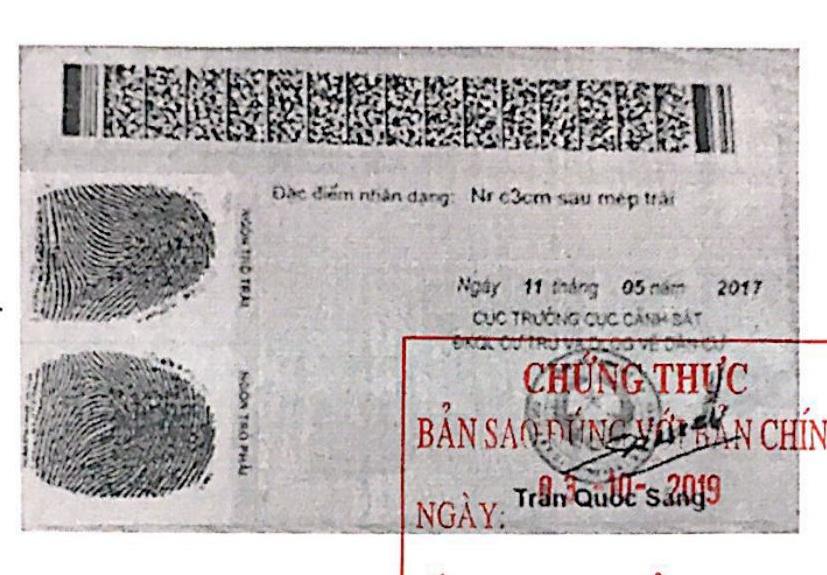 Đặc điểm nhân dạng: Nr c3cm sau mép trái
NGÓN TRỎ TRÁI
Ngày 11 tháng 05 năm 2017
CỤC TRƯỞNG CỤC CẢNH SÁT
ĐKQL CƯ TRÚ VÀ DLQG VỀ DÂN CƯ
NGÓN TRỎ PHẢI
CHỨNG THỰC
BẢN SAO ĐÚNG VỚI BẢN CHÍN
03 -10- 2019
Trần Quốc Sang
NGÀY: